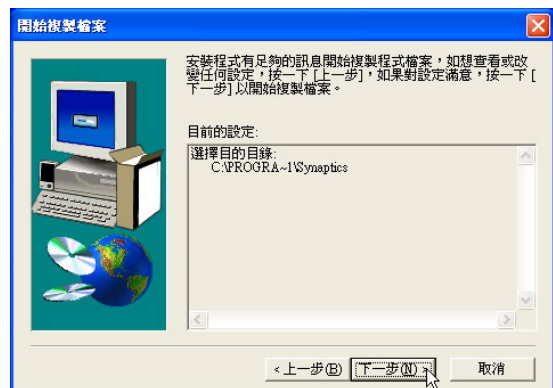 開始複製檔案
安裝程式有足夠的訊息開始複製程式檔案，如想查看或改
變任何設定，按一下 [上一步]，如果對設定滿意，按一下 [
下一步] 以開始複製檔案。
目前的設定:
選擇目的目錄:
C:\PROGRA~1\Synaptics
< 上一步(B)
下一步(N) >
取消